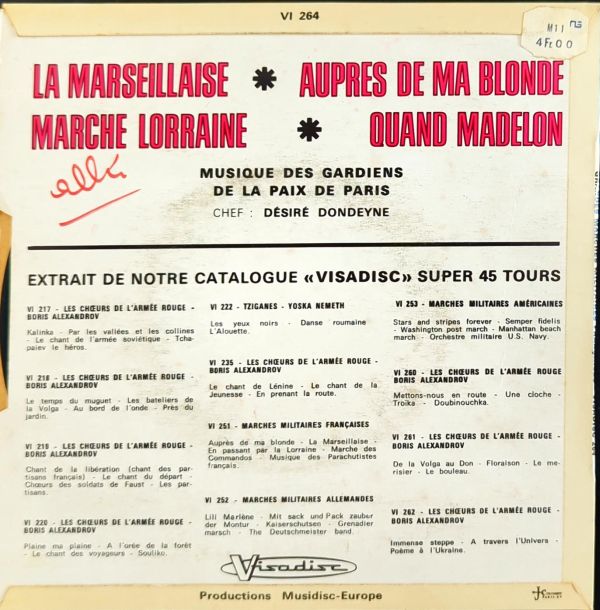 VI 264
M11
4F00
LA MARSEILLAISE * AUPRES DE MA BLONDE
MARCHE LORRAINE * QUAND MADELON
MUSIQUE DES GARDIENS
DE LA PAIX DE PARIS
CHEF : DÉSIRÉ DONDEYNE
EXTRAIT DE NOTRE CATALOGUE «VISADISC» SUPER 45 TOURS
VI 217 - LES CHŒURS DE L'ARMÉE ROUGE -
BORIS ALEXANDROV
Kalinka - Par les vallées et les collines
- Le chant de l'armée soviétique - Tcha-
paiev le héros.
VI 218 - LES CHŒURS DE L'ARMÉE ROUGE -
BORIS ALEXANDROV
Le temps du muguet - Les bateliers de
la Volga - Au bord de l'onde - Près du
jardin.
VI 219 - LES CHŒURS DE L'ARMÉE ROUGE -
BORIS ALEXANDROV
Chant de la libération (chant des par-
tisans français) - Le chant du départ -
Chœurs des soldats de Faust - Les par-
tisans.
VI 220 - LES CHŒURS DE L'ARMÉE ROUGE -
BORIS ALEXANDROV
Plaine ma plaine - A l'orée de la forêt
- Le chant des voyageurs - Souliko.
VI 222 - TZIGANES - YOSKA NEMETH
Les yeux noirs - Danse roumaine
L'Alouette.
VI 235 - LES CHŒURS DE L'ARMÉE ROUGE -
BORIS ALEXANDROV
Le chant de Lénine - Le chant de la
Jeunesse - En prenant la route.
VI 251 - MARCHES MILITAIRES FRANÇAISES
Auprès de ma blonde - La Marseillaise -
En passant par la Lorraine - Marche des
Commandos - Musique des Parachutistes
français.
VI 252 - MARCHES MILITAIRES ALLEMANDES
Lili Marlène - Mit sack und Pack zauber
der Montur - Kaiserschutsen - Grenadier
marsch - The Deutschmeister band.
VI 253 - MARCHES MILITAIRES AMÉRICAINES
Stars and stripes forever - Semper fidelis
- Washington post march - Manhattan beach
march - Orchestre militaire U.S. Navy.
VI 260 - LES CHŒURS DE L'ARMÉE ROUGE -
BORIS ALEXANDROV
Mettons-nous en route - Une cloche -
Troika - Doubinouchka.
VI 261 - LES CHŒURS DE L'ARMÉE ROUGE -
BORIS ALEXANDROV
De la Volga au Don - Floraison - Le me-
risier - Le bouleau.
VI 262 - LES CHŒURS DE L'ARMÉE ROUGE -
BORIS ALEXANDROV
Immense steppe - A travers l'Univers -
Poème à l'Ukraine.
Visadisc
Productions Musidisc-Europe